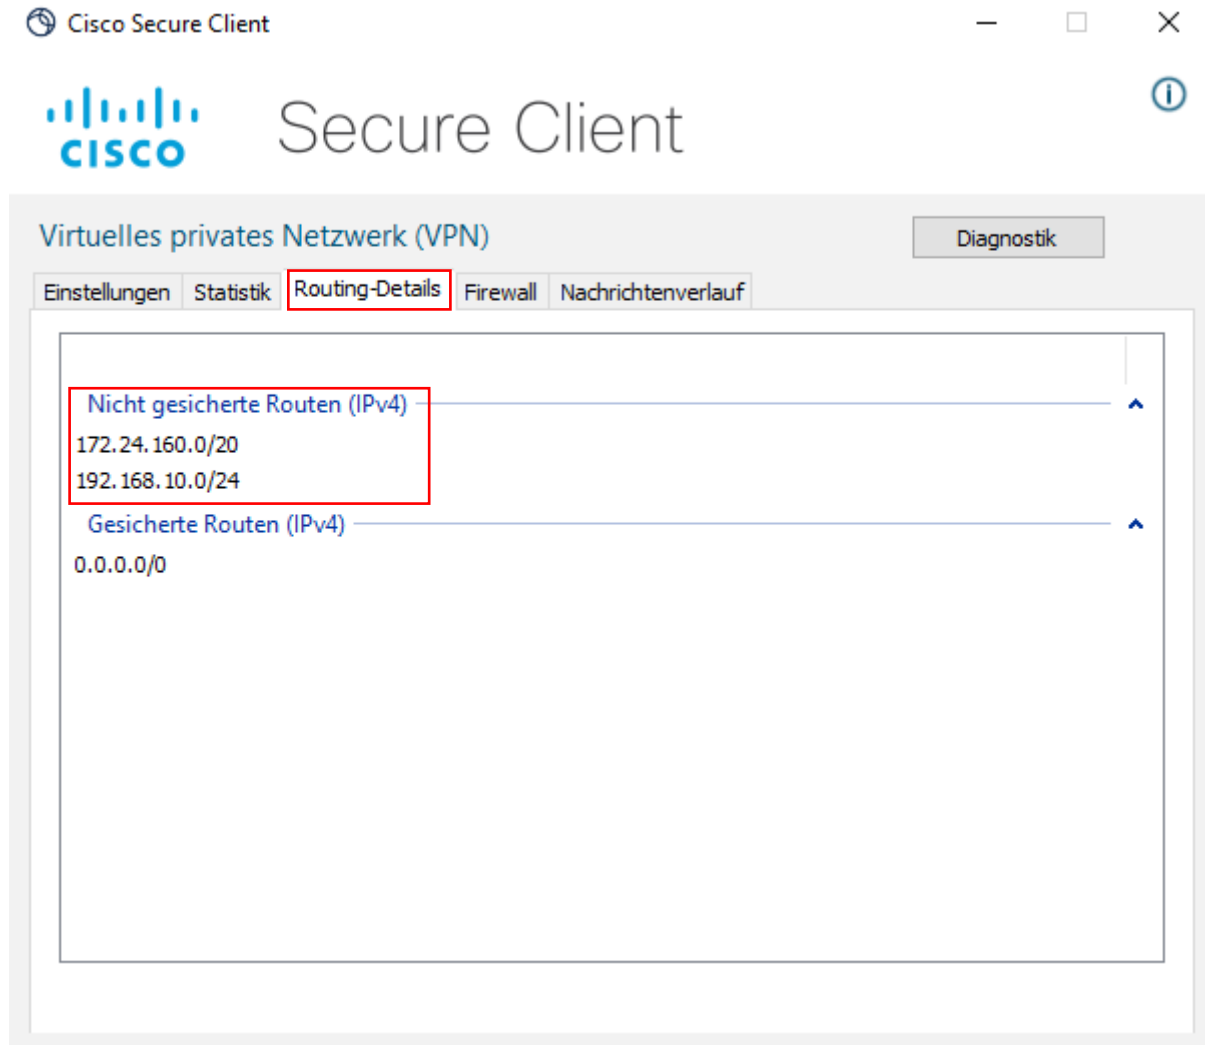 Cisco Secure Client
CISCO
Secure Client
Virtuelles privates Netzwerk (VPN)
Diagnostik
Einstellungen Statistik Routing-Details Firewall Nachrichtenverlauf
Nicht gesicherte Routen (IPv4)
172.24.160.0/20
192.168.10.0/24
Gesicherte Routen (IPv4)
0.0.0.0/0